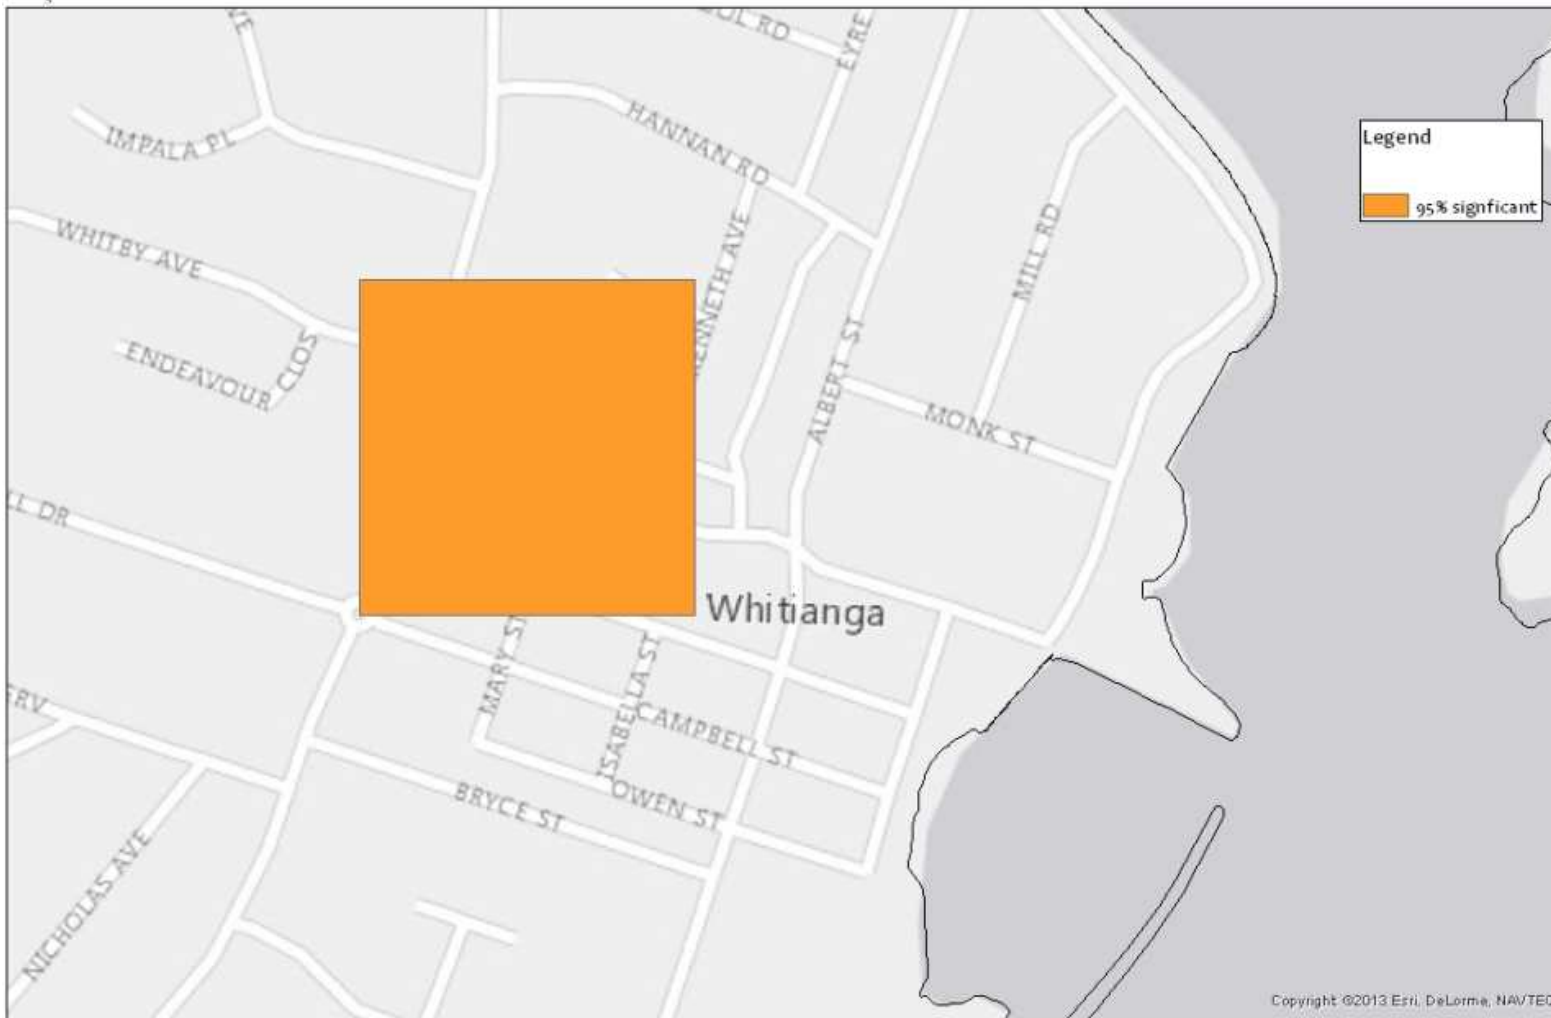 VE
OL RD
EYRE
HANNAN RD
IMPALA PL
Legend
95% signficant
WHITBY AVE
KENNETH AVE
MILL RD
ENDEAVOUR CLOS
ALBERT ST
MONK ST
LL DR
Whitianga
MARY ST
ISABELLA ST
ERV
CAMPBELL ST
OWEN ST
BRYCE ST
NICHOLAS AVE
Copyright ©2013 Esri, DeLorme, NAVTEQ